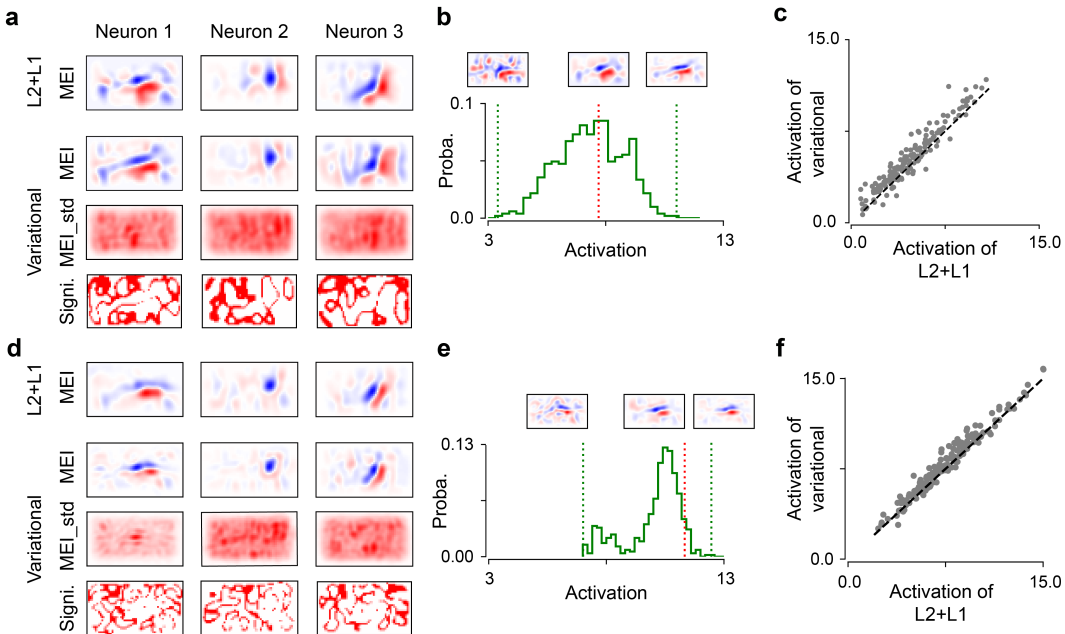 a
Neuron 1
Neuron 2
Neuron 3
L2+L1
MEI
Variational
MEI
MEI_std
Signi.
b
0.1
Proba.
0.0
3
13
Activation
c
15.0
Activation of
variational
0.0
0.0
15.0
Activation of
L2+L1
d
L2+L1
MEI
Variational
MEI
MEI_std
Signi.
e
0.13
Proba.
0.00
3
13
Activation
f
15.0
Activation of
variational
0.0
0.0
15.0
Activation of
L2+L1